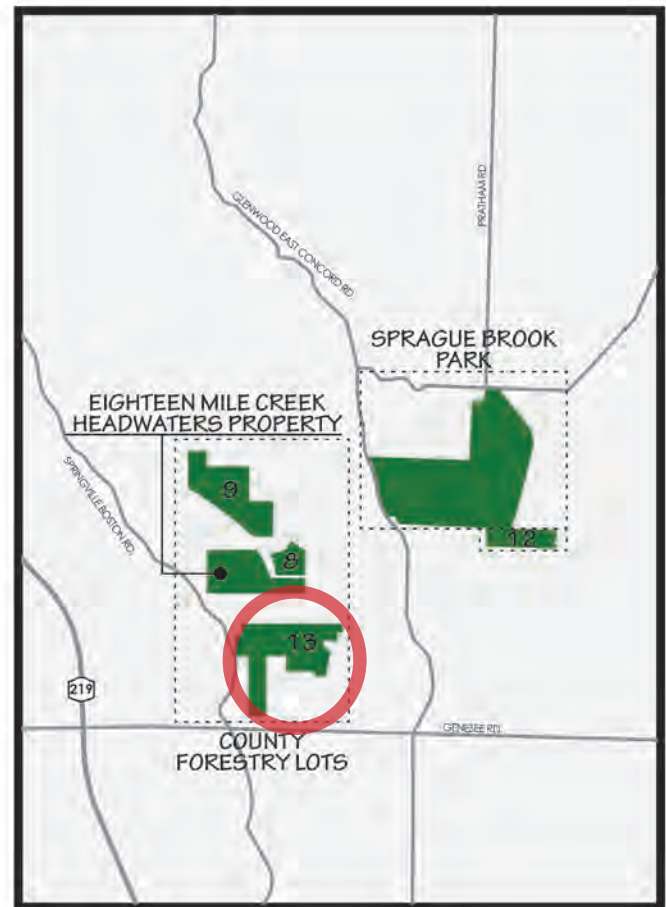 GLENWOOD EAST CONCORD RD.
PRATHAM RD.
SPRAGUE BROOK
PARK
EIGHTEEN MILE CREEK
HEADWATERS PROPERTY
SPRINGVILLE BOSTON RD.
9
8
12
13
219
GENESEE RD.
COUNTY
FORESTRY LOTS